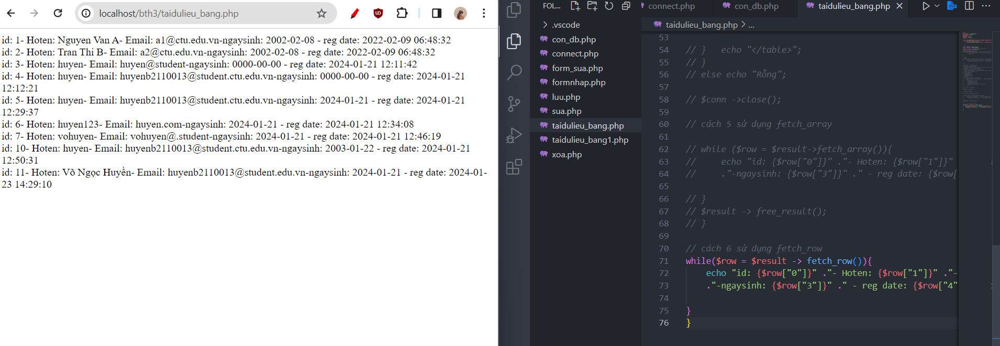 localhost/bth3/taidulieu_bang.php
id: 1- Hoten: Nguyen Van A- Email: a1@ctu.edu.vn-ngaysinh: 2002-02-08 - reg date: 2022-02-09 06:48:32
id: 2- Hoten: Tran Thi B- Email: a2@ctu.edu.vn-ngaysinh: 2002-02-08 - reg date: 2022-02-09 06:48:32
id: 3- Hoten: huyen- Email: huyen@student-ngaysinh: 0000-00-00 - reg date: 2024-01-21 12:11:42
id: 4- Hoten: huyen- Email: huyenb2110013@student.ctu.edu.vn-ngaysinh: 0000-00-00 - reg date: 2024-01-21
12:12:21
id: 5- Hoten: huyen- Email: huyenb2110013@student.ctu.edu.vn-ngaysinh: 2024-01-21 - reg date: 2024-01-21
12:29:37
id: 6- Hoten: huyen123- Email: huyen.com-ngaysinh: 2024-01-21 - reg date: 2024-01-21 12:34:08
id: 7- Hoten: vohuyen- Email: vohuyen@.student-ngaysinh: 2024-01-21 - reg date: 2024-01-21 12:46:19
id: 10- Hoten: huyen- Email: huyenb2110013@student.ctu.edu.vn-ngaysinh: 2003-01-22 - reg date: 2024-01-21
12:50:31
id: 11- Hoten: Võ Ngọc Huyền- Email: huyenb2110013@student.edu.vn-ngaysinh: 2024-01-21 - reg date: 2024-01-
23 14:29:10
FOL...
.vscode
con_db.php
connect.php
form_sua.php
formnhap.php
luu.php
sua.php
taidulieu_bang.php
taidulieu_bang1.php
xoa.php
connect.php con_db.php taidulieu_bang.php
taidulieu_bang.php > ...
53
54 // }   echo "</table>";
55 // }
56 // else echo "Rỗng";
57
58 // $conn ->close();
59
60 // cách 5 sử dụng fetch_array
61
62 // while ($row = $result->fetch_array()){
63 //     echo "id: {$row["0"]}" ."- Hoten: {$row["1"]}"
64 //     ."-ngaysinh: {$row["3"]}" ." - reg date: {$row[
65
66 // }
67 // $result -> free_result();
68 // }
69
70 // cách 6 sử dụng fetch_row
71 while($row = $result -> fetch_row()){
72     echo "id: {$row["0"]}" ."- Hoten: {$row["1"]}" ."-
73     ."-ngaysinh: {$row["3"]}" ." - reg date: {$row["4"
74
75 }
76 }